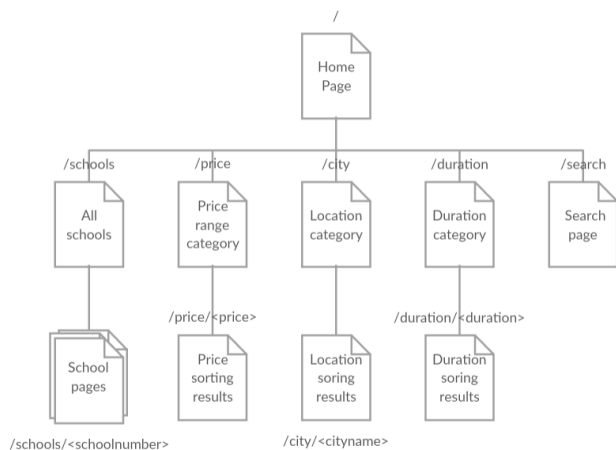 /
Home
Page
/schools
/price
/city
/duration
/search
All
schools
Price
range
category
Location
category
Duration
category
Search
page
/price/<price>
/duration/<duration>
School
pages
Price
sorting
results
Location
soring
results
Duration
soring
results
/schools/<schoolnumber>
/city/<cityname>